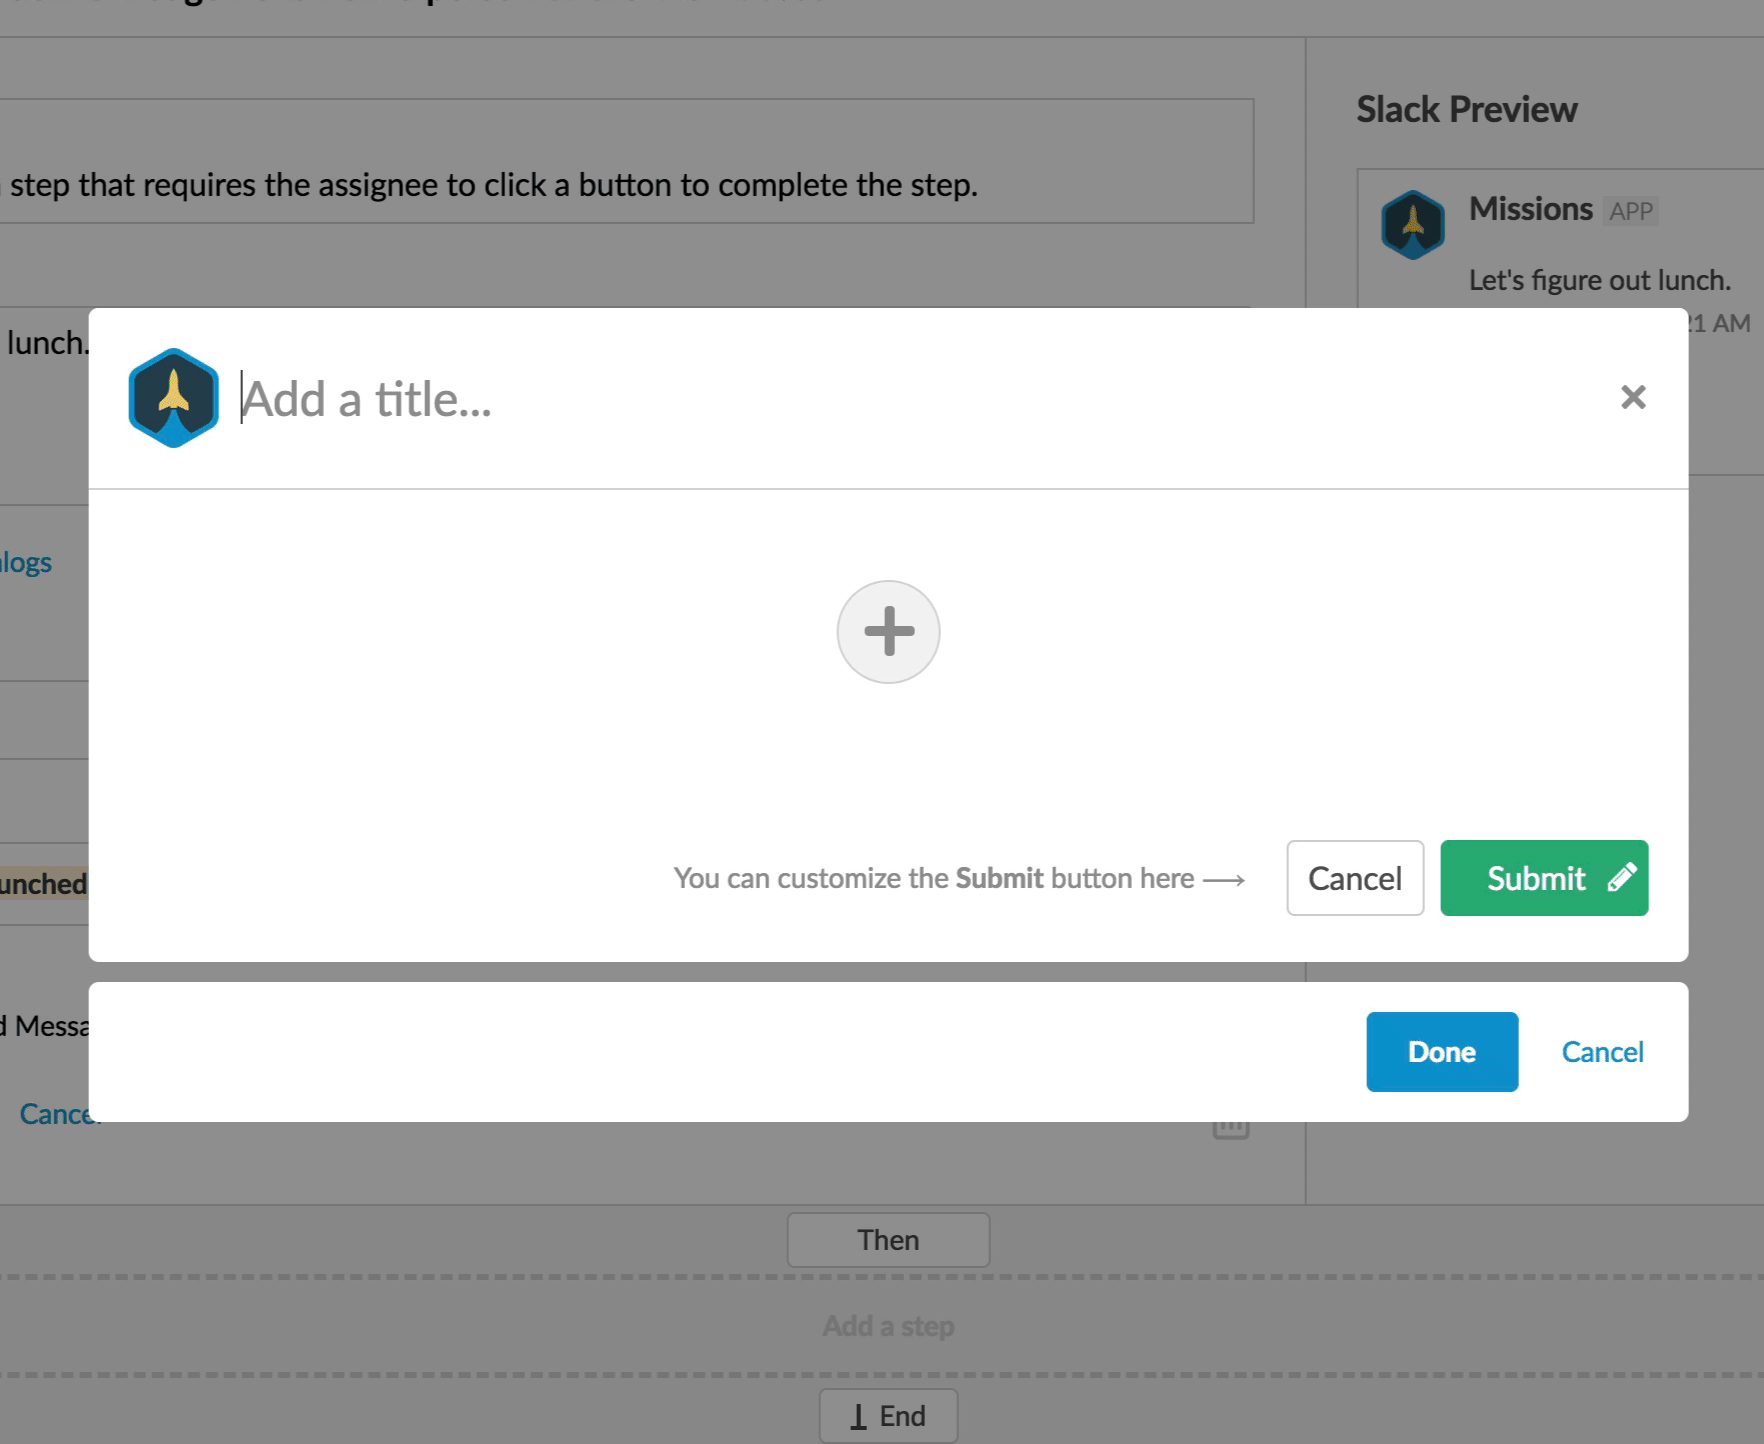 Slack Preview
step that requires the assignee to click a button to complete the step.
Missions APP
Let's figure out lunch.
21 AM
lunch.
Add a title...
logs
You can customize the Submit button here ⟶
Cancel
Submit
unched
d Messa
Done
Cancel
Cancel
Then
Add a step
End